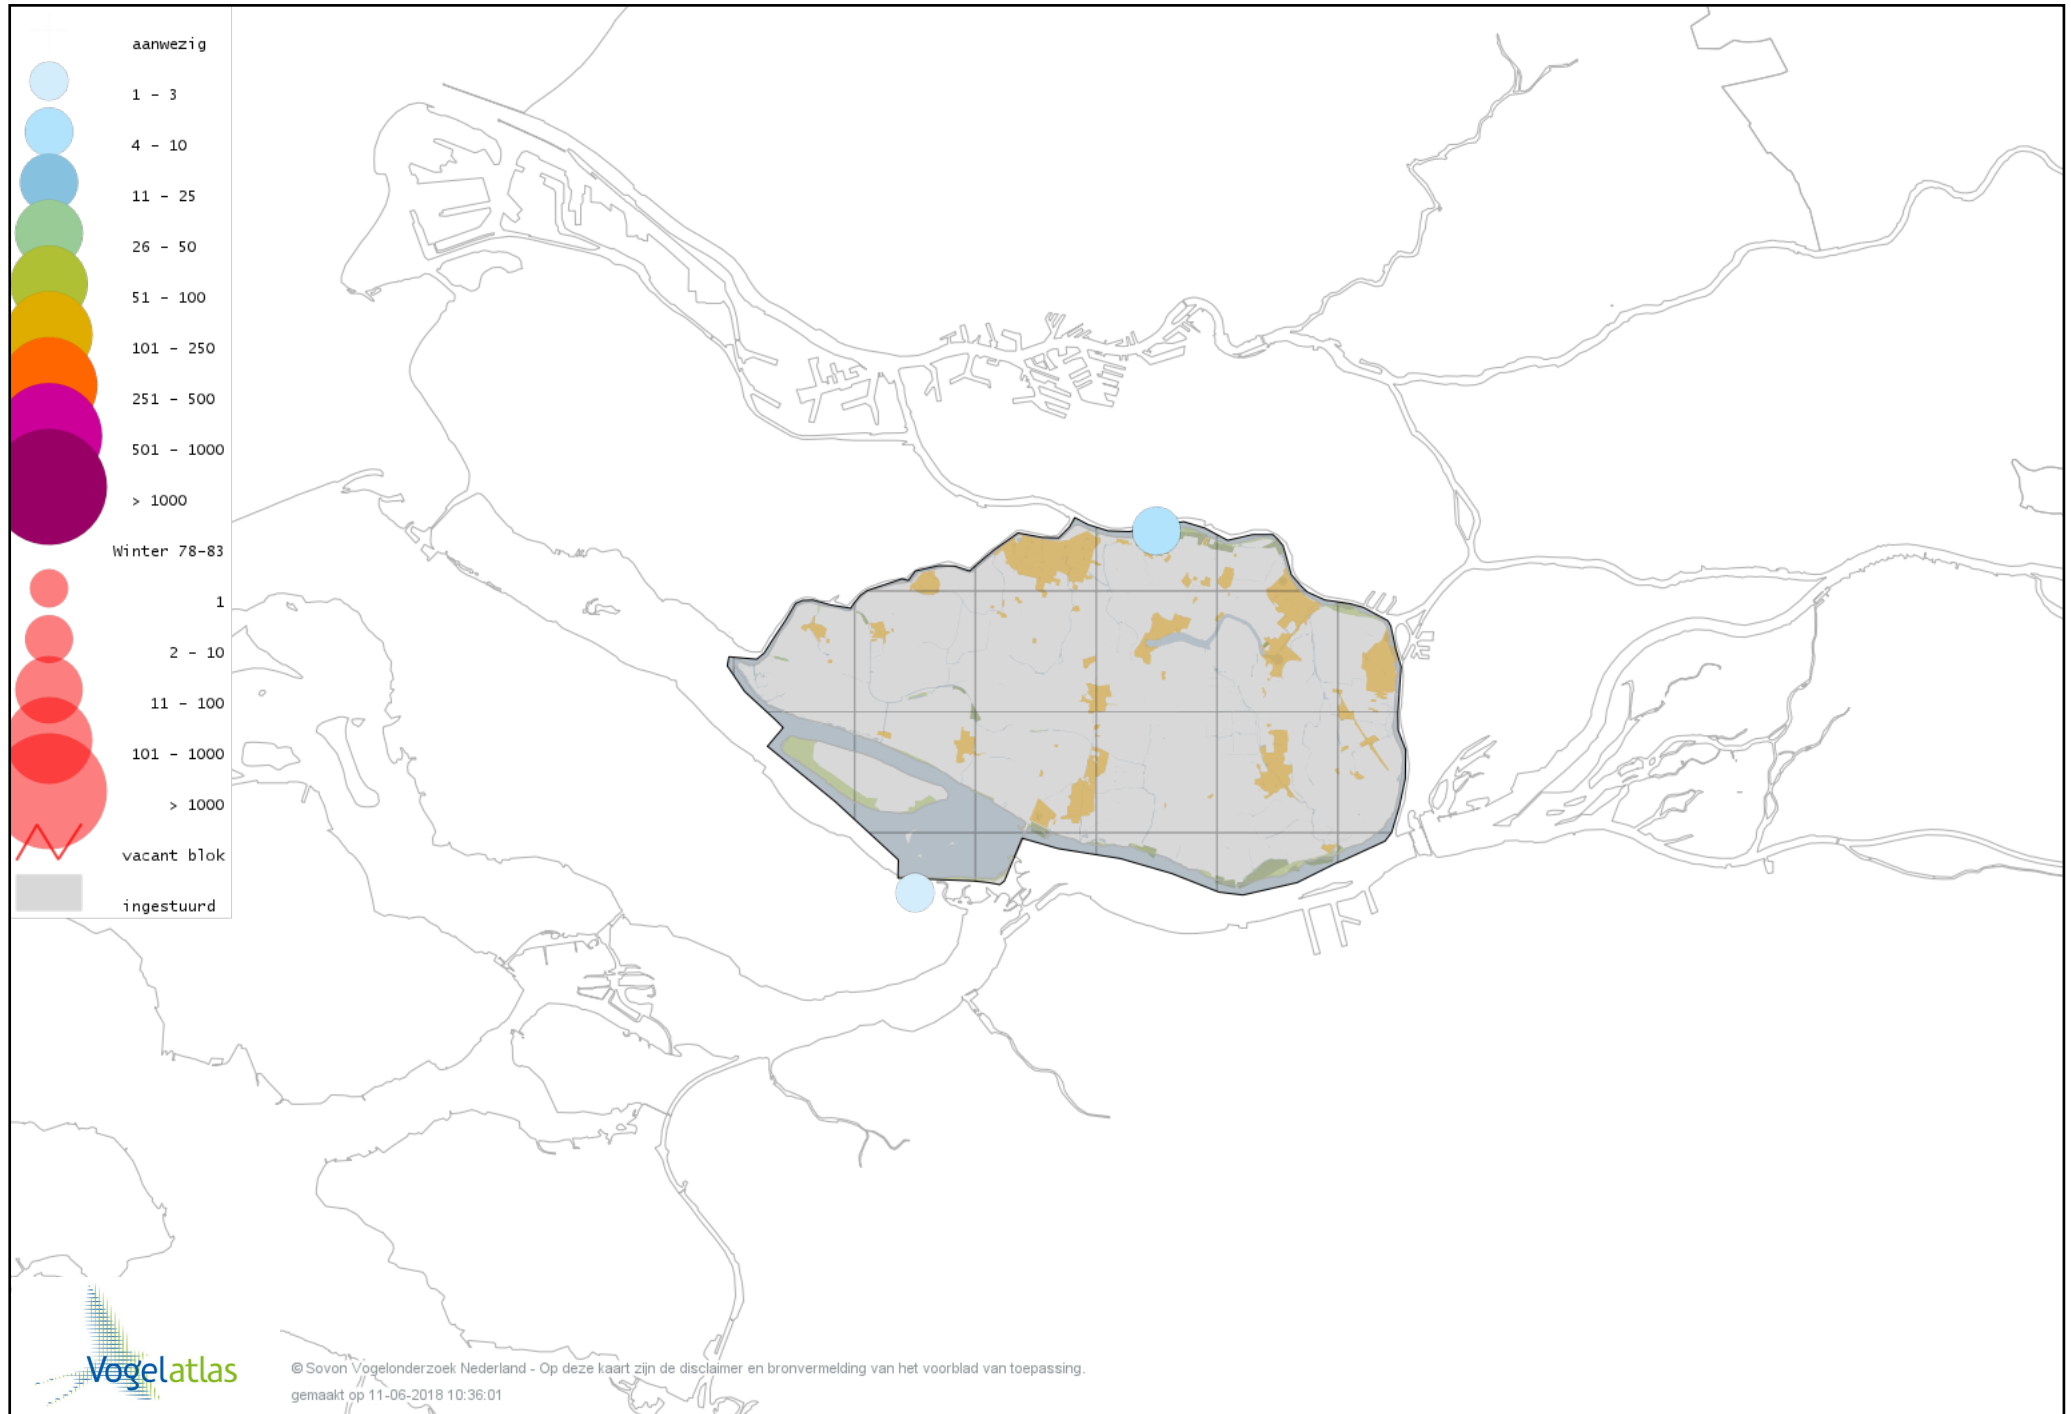 aanwezig
1 - 3
4 - 10
11 - 25
26 - 50
51 - 100
101 - 250
251 - 500
501 - 1000
> 1000
Winter 78-83
1
2 - 10
11 - 100
101 - 1000
> 1000
vacant blok
ingestuurd
Vogelatlas
© Sovon Vogelonderzoek Nederland - Op deze kaart zijn de disclaimer en bronvermelding van het voorblad van toepassing.
gemaakt op 11-06-2018 10:36:01